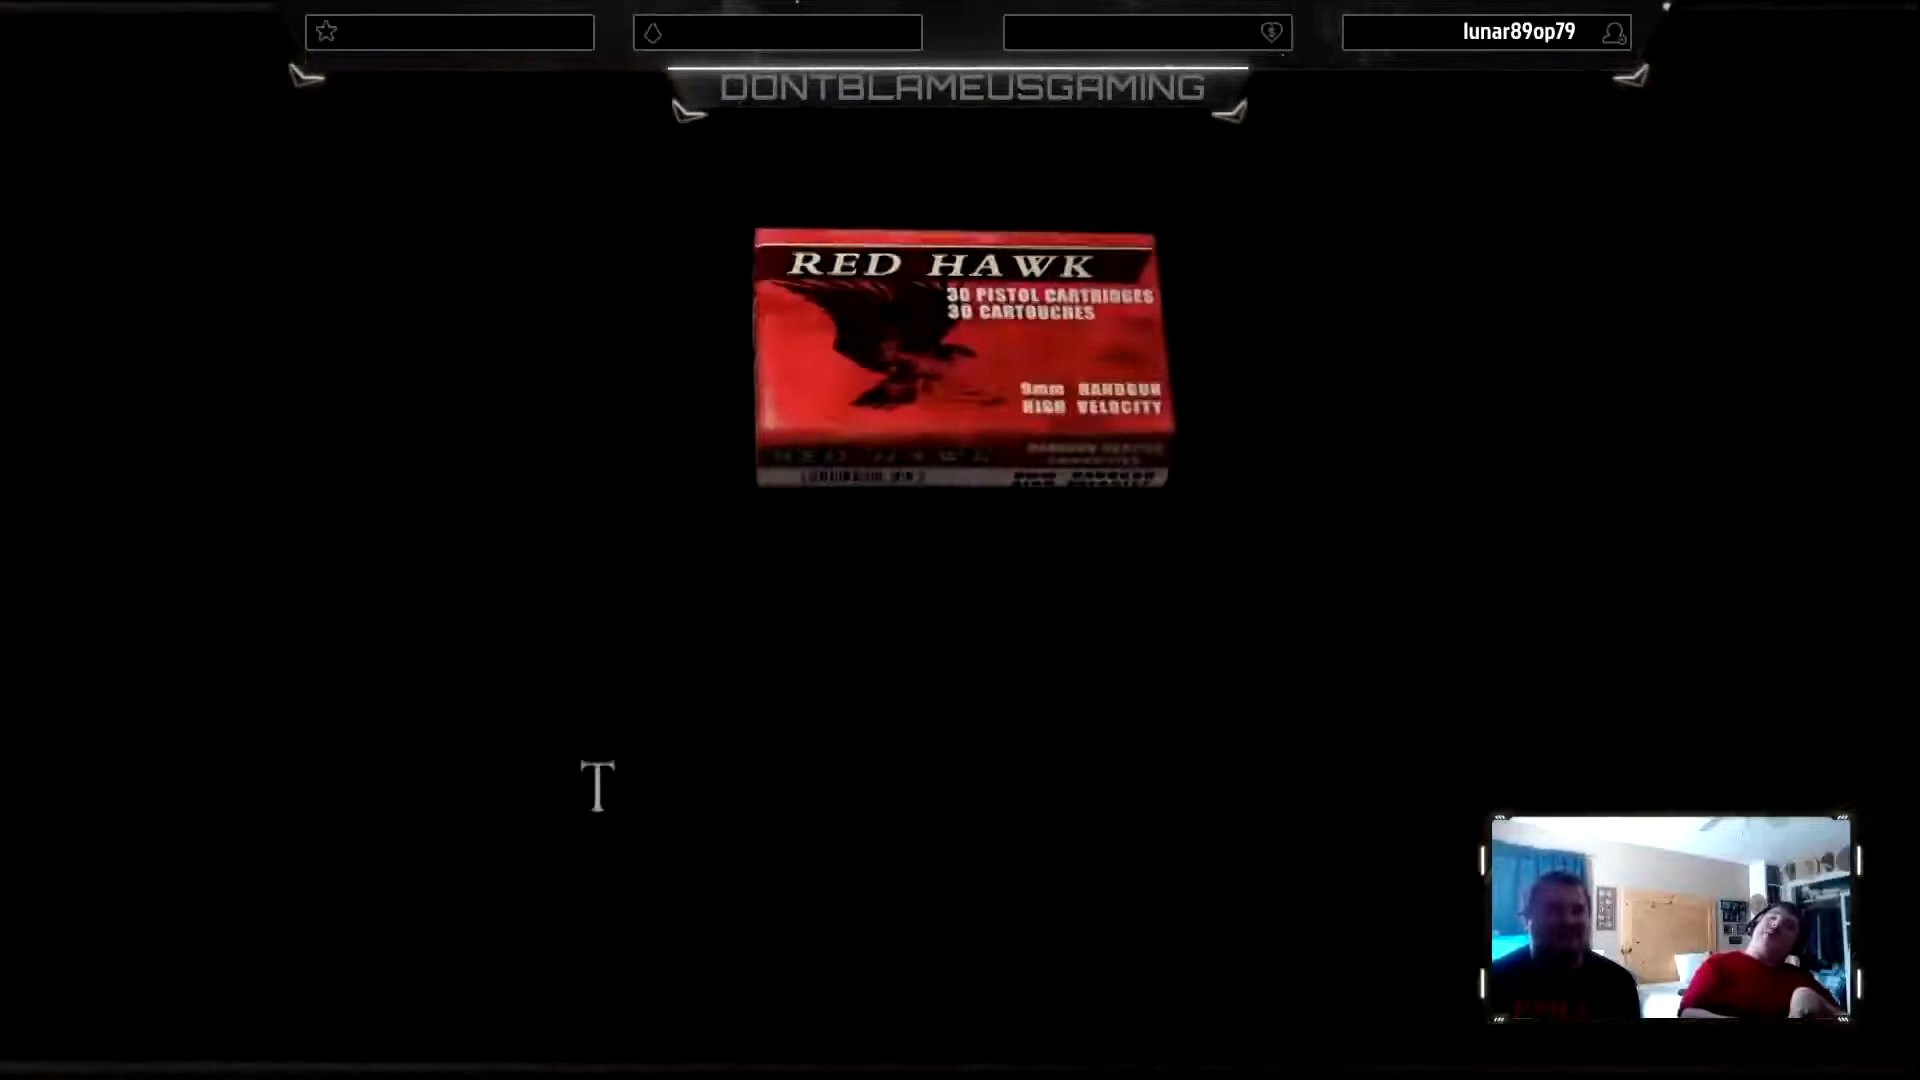 lunar89op79
DONTBLAMEUSGAMING
RED HAWK
30 PISTOL CARTRIDGES
30 CARTOUCHES
9mm HANDGUN
HIGH VELOCITY
T